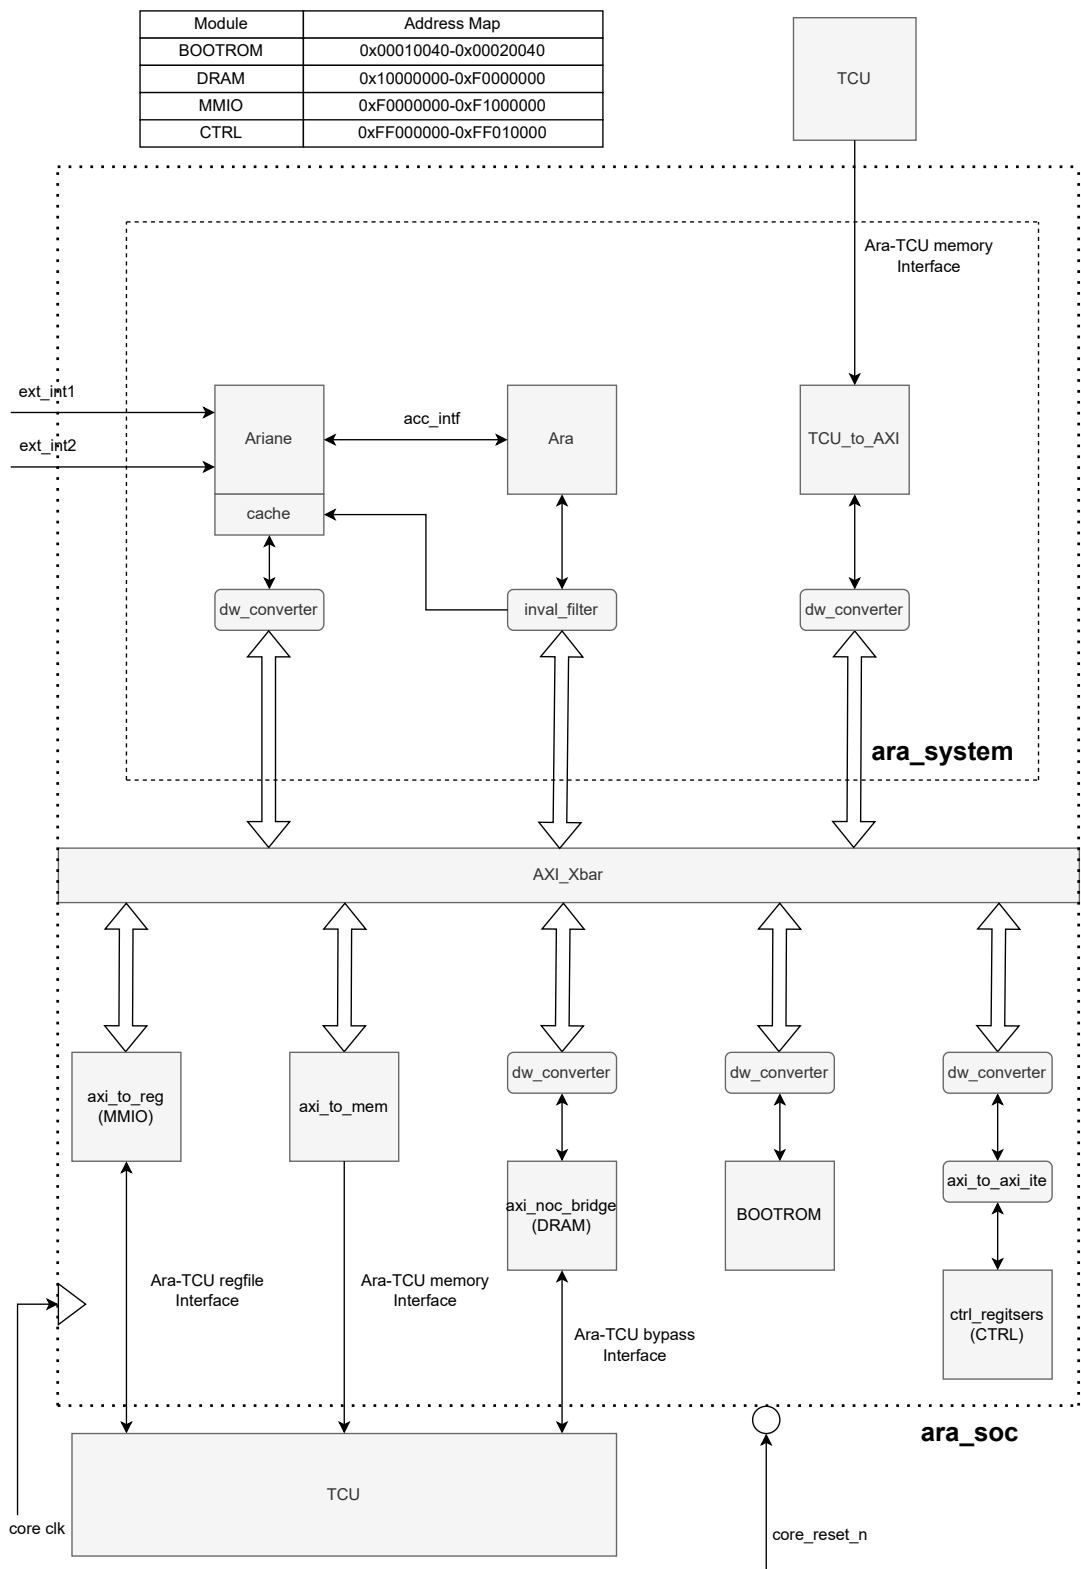 Module Address Map
BOOTROM 0x00010040-0x00020040
DRAM 0x10000000-0xF0000000
MMIO 0xF0000000-0xF1000000
CTRL 0xFF000000-0xFF010000
TCU
Ara-TCU memory
Interface
ext_int1
ext_int2
Ariane
acc_intf
Ara
TCU_to_AXI
cache
dw_converter
inval_filter
dw_converter
ara_system
AXI_Xbar
axi_to_reg
(MMIO)
axi_to_mem
dw_converter
dw_converter
dw_converter
axi_noc_bridge
(DRAM)
BOOTROM
axi_to_axi_ite
Ara-TCU regfile
Interface
Ara-TCU memory
Interface
Ara-TCU bypass
Interface
ctrl_regitsers
(CTRL)
ara_soc
TCU
core clk
core_reset_n